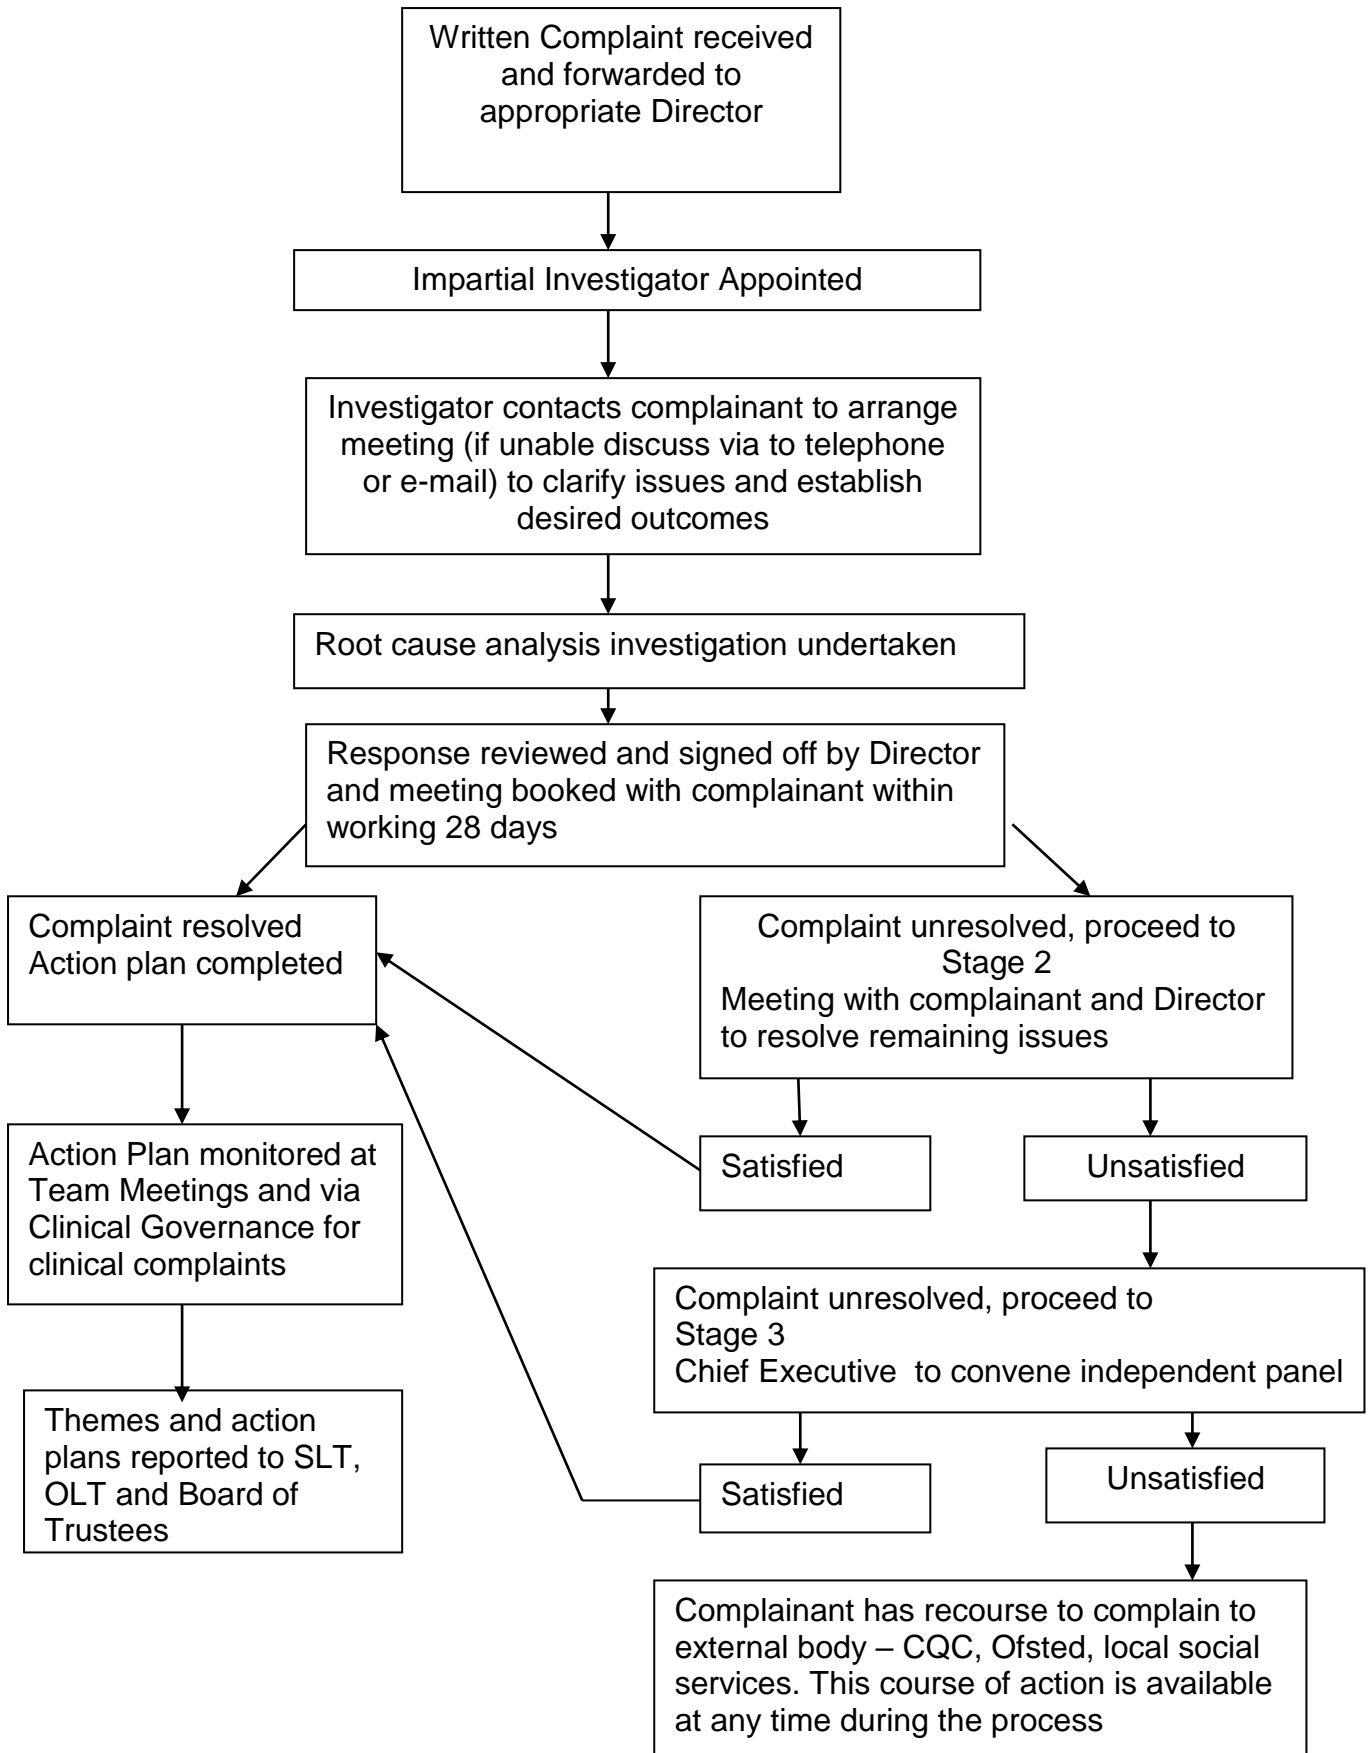 Written Complaint received
and forwarded to
appropriate Director
Impartial Investigator Appointed
Investigator contacts complainant to arrange
meeting (if unable discuss via to telephone
or e-mail) to clarify issues and establish
desired outcomes
Root cause analysis investigation undertaken
Response reviewed and signed off by Director
and meeting booked with complainant within
working 28 days
Complaint resolved
Action plan completed
Complaint unresolved, proceed to
Stage 2
Meeting with complainant and Director
to resolve remaining issues
Action Plan monitored at
Team Meetings and via
Clinical Governance for
clinical complaints
Satisfied
Unsatisfied
Complaint unresolved, proceed to
Stage 3
Chief Executive  to convene independent panel
Themes and action
plans reported to SLT,
OLT and Board of
Trustees
Satisfied
Unsatisfied
Complainant has recourse to complain to
external body – CQC, Ofsted, local social
services. This course of action is available
at any time during the process